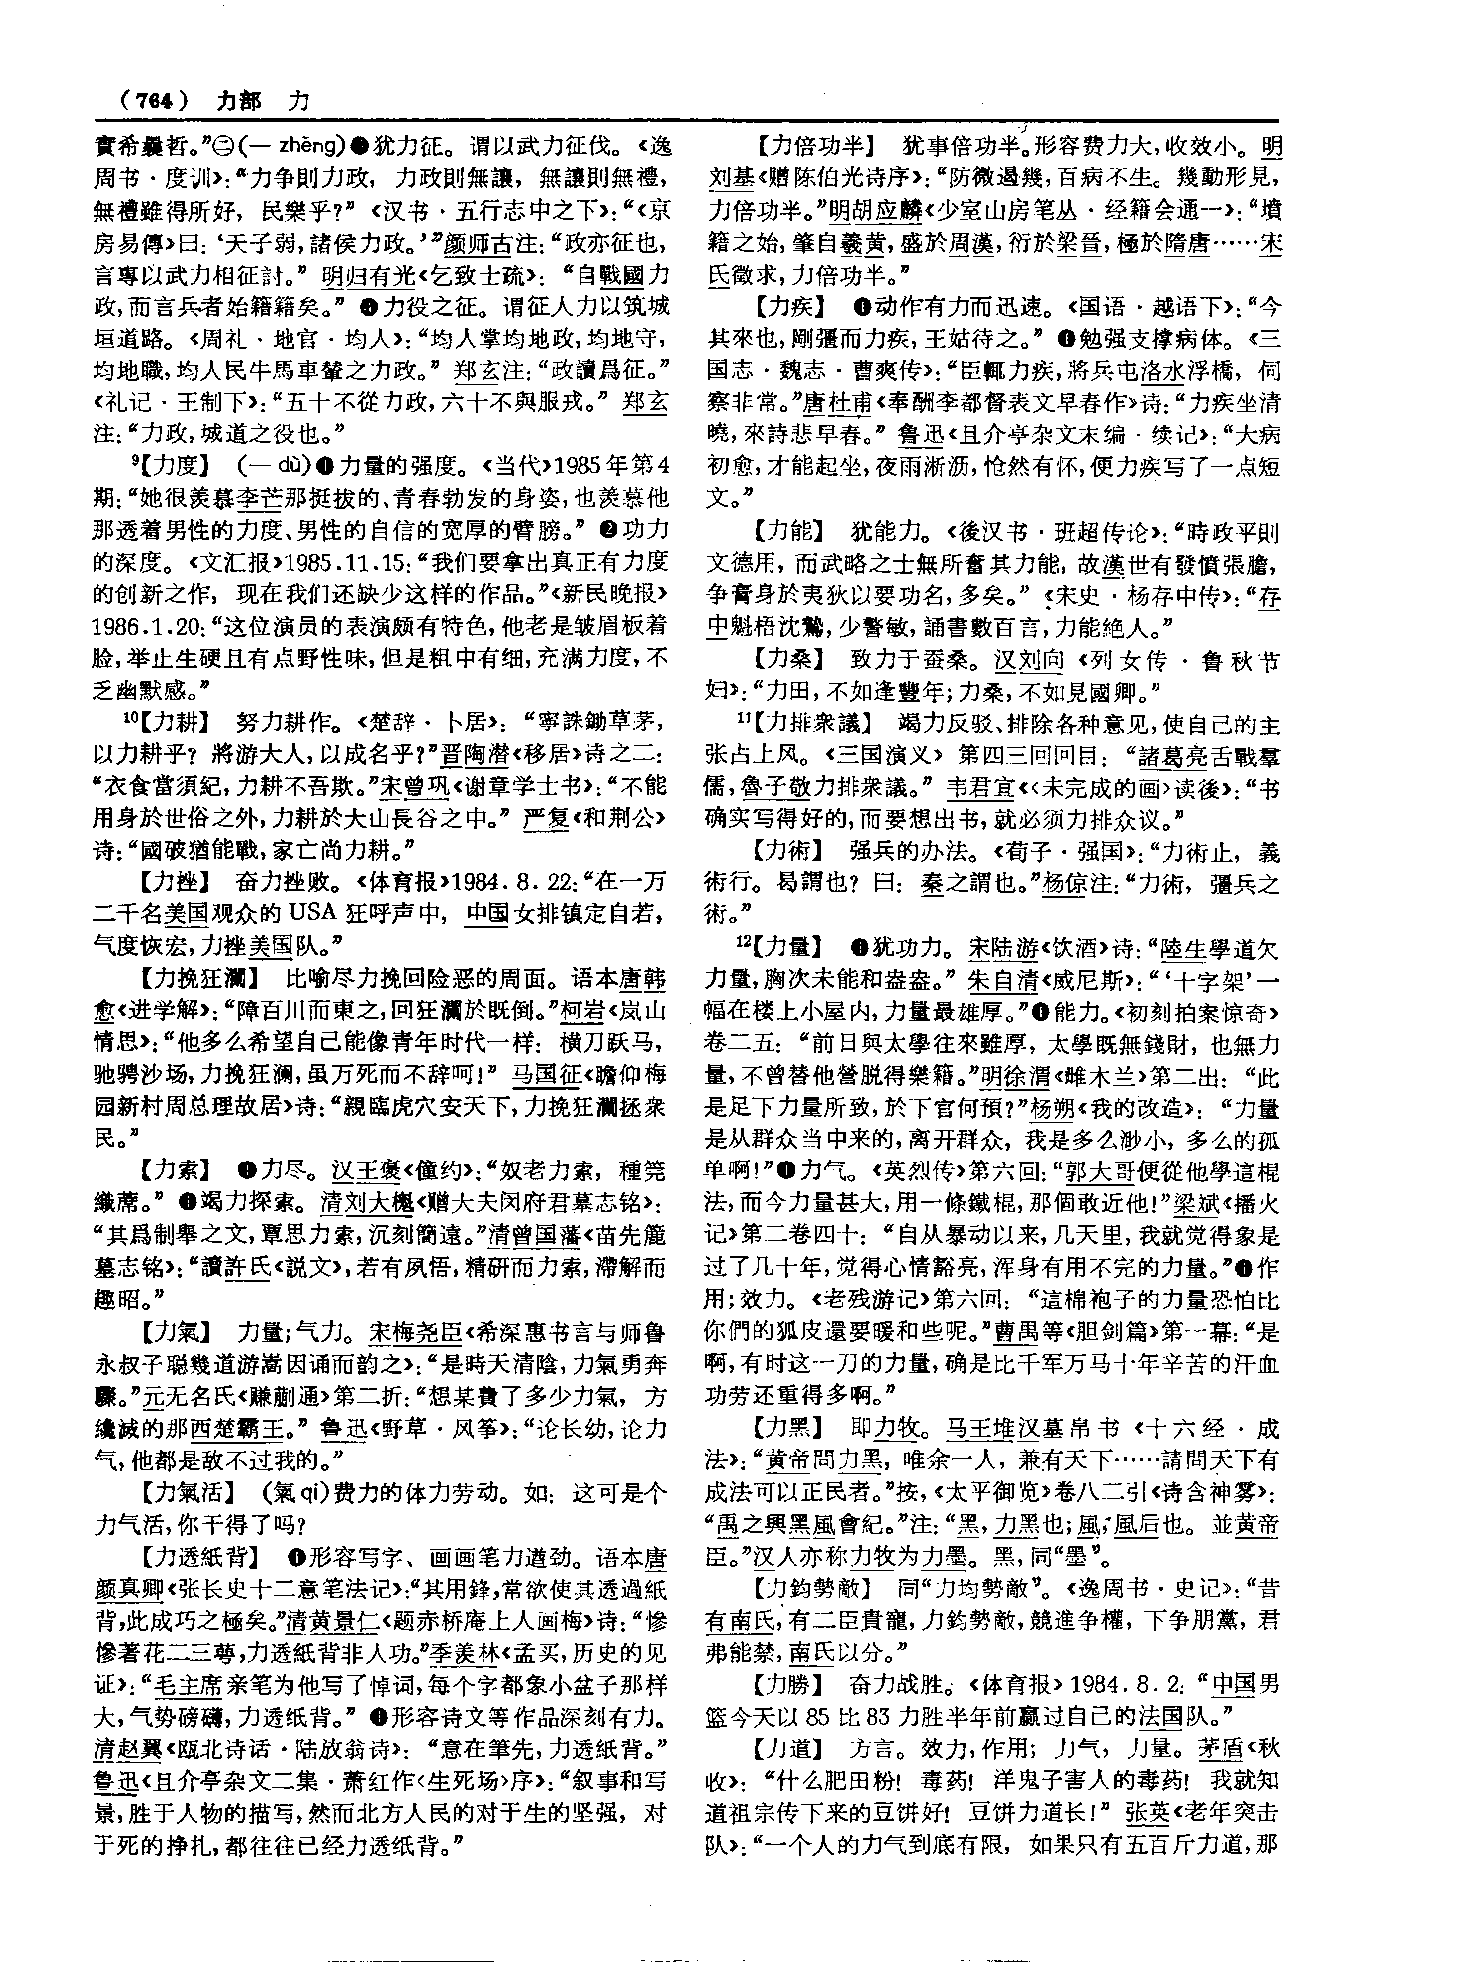 （764） 力部 力
實希曩哲。”㊁(— zhēng)❶犹力征。谓以武力征伐。《逸
周书·度训》：“力争則力政，力政則無讓，無讓則無禮，
無禮雖得所好，民樂乎？”《汉书·五行志中之下》：“《京
房易傳》曰：‘天子弱，諸侯力政。’”颜师古注：“政亦征也，
言專以武力相征討。”明归有光《乞致士疏》：“自戰國力
政，而言兵者始籍籍矣。”❷力役之征。谓征人力以筑城
垣道路。《周礼·地官·均人》：“均人掌均地政，均地守，
均地職，均人民牛馬車輦之力政。”郑玄注：“政讀爲征。”
《礼记·王制下》：“五十不從力政，六十不與服戎。”郑玄
注：“力政，城道之役也。”
⁹【力度】 (— dù)❶力量的强度。《当代》1985年第4
期：“她很羡慕李芒那挺拔的、青春勃发的身姿，也羡慕他
那透着男性的力度、男性的自信的宽厚的臂膀。”❷功力
的深度。《文汇报》1985.11.15：“我们要拿出真正有力度
的创新之作，现在我们还缺少这样的作品。”《新民晚报》
1986.1.20：“这位演员的表演颇有特色，他老是皱眉板着
脸，举止生硬且有点野性味，但是粗中有细，充满力度，不
乏幽默感。”
¹⁰【力耕】 努力耕作。《楚辞·卜居》：“寧誅鋤草茅，
以力耕乎？將游大人，以成名乎？”晋陶潜《移居》诗之二：
“衣食當須紀，力耕不吾欺。”宋曾巩《谢章学士书》：“不能
用身於世俗之外，力耕於大山長谷之中。”严复《和荆公》
诗：“國破猶能戰，家亡尚力耕。”
【力挫】 奋力挫败。《体育报》1984.8.22：“在一万
二千名美国观众的 USA 狂呼声中，中国女排镇定自若，
气度恢宏，力挫美国队。”
【力挽狂瀾】 比喻尽力挽回险恶的周面。语本唐韩
愈《进学解》：“障百川而東之，回狂瀾於既倒。”柯岩《岚山
情思》：“他多么希望自己能像青年时代一样：横刀跃马，
驰骋沙场，力挽狂澜，虽万死而不辞呵！”马国征《瞻仰梅
园新村周总理故居》诗：“親臨虎穴安天下，力挽狂瀾拯衆
民。”
【力索】 ❶力尽。汉王褒《僮约》：“奴老力索，種莞
織蓆。”❷竭力探索。清刘大櫆《赠大夫闵府君墓志铭》：
“其爲制舉之文，覃思力索，沉刻簡遠。”清曾国藩《苗先簏
墓志铭》：“讀許氏《説文》，若有夙悟，精研而力索，滯解而
趣昭。”
【力氣】 力量；气力。宋梅尧臣《希深惠书言与师鲁
永叔子聪幾道游嵩因诵而韵之》：“是時天清陰，力氣勇奔
驟。”元无名氏《賺蒯通》第二折：“想某費了多少力氣，方
纔滅的那西楚霸王。”鲁迅《野草·风筝》：“论长幼，论力
气，他都是敌不过我的。”
【力氣活】 (氣qi)费力的体力劳动。如：这可是个
力气活，你干得了吗？
【力透紙背】 ❶形容写字、画画笔力遒劲。语本唐
颜真卿《张长史十二意笔法记》：“其用鋒，常欲使其透過紙
背，此成巧之極矣。”清黄景仁《题赤桥庵上人画梅》诗：“慘
慘著花二三萼，力透紙背非人功。”季羡林《孟买，历史的见
证》：“毛主席亲笔为他写了悼词，每个字都象小盆子那样
大，气势磅礴，力透纸背。”❷形容诗文等作品深刻有力。
清赵翼《瓯北诗话·陆放翁诗》：“意在筆先，力透紙背。”
鲁迅《且介亭杂文二集·萧红作〈生死场〉序》：“叙事和写
景，胜于人物的描写，然而北方人民的对于生的坚强，对
于死的挣扎，都往往已经力透纸背。”
【力倍功半】 犹事倍功半。形容费力大，收效小。明
刘基《赠陈伯光诗序》：“防微遏幾，百病不生。幾動形見，
力倍功半。”明胡应麟《少室山房笔丛·经籍会通一》：“墳
籍之始，肇自羲黄，盛於周漢，衍於梁晉，極於隋唐……宋
氏徵求，力倍功半。”
【力疾】 ❶动作有力而迅速。《国语·越语下》：“今
其來也，剛彊而力疾，王姑待之。”❷勉强支撑病体。《三
国志·魏志·曹爽传》：“臣輒力疾，將兵屯洛水浮橋，伺
察非常。”唐杜甫《奉酬李都督表文早春作》诗：“力疾坐清
曉，來詩悲早春。”鲁迅《且介亭杂文末编·续记》：“大病
初愈，才能起坐，夜雨淅沥，怆然有怀，便力疾写了一点短
文。”
【力能】 犹能力。《後汉书·班超传论》：“時政平則
文德用，而武略之士無所奮其力能，故漢世有發憤張膽，
争膏身於夷狄以要功名，多矣。”《宋史·杨存中传》：“存
中魁梧沈鷙，少警敏，誦書數百言，力能絶人。”
【力桑】 致力于蚕桑。汉刘向《列女传·鲁秋节
妇》：“力田，不如逢豐年；力桑，不如見國卿。”
¹¹【力排衆議】 竭力反驳、排除各种意见，使自己的主
张占上风。《三国演义》第四三回回目：“諸葛亮舌戰羣
儒，魯子敬力排衆議。”韦君宜《〈未完成的画〉读後》：“书
确实写得好的，而要想出书，就必须力排众议。”
【力術】 强兵的办法。《荀子·强国》：“力術止，義
術行。曷謂也？曰：秦之謂也。”杨倞注：“力術，彊兵之
術。”
¹²【力量】 ❶犹功力。宋陆游《饮酒》诗：“陸生學道欠
力量，胸次未能和盎盎。”朱自清《威尼斯》：“‘十字架’一
幅在楼上小屋内，力量最雄厚。”❷能力。《初刻拍案惊奇》
卷二五：“前日與太學往來雖厚，太學既無錢財，也無力
量，不曾替他營脱得樂籍。”明徐渭《雌木兰》第二出：“此
是足下力量所致，於下官何預？”杨朔《我的改造》：“力量
是从群众当中来的，离开群众，我是多么渺小，多么的孤
单啊！”❸力气。《英烈传》第六回：“郭大哥便從他學這棍
法，而今力量甚大，用一條鐵棍，那個敢近他！”梁斌《播火
记》第二卷四十：“自从暴动以来，几天里，我就觉得象是
过了几十年，觉得心情豁亮，浑身有用不完的力量。”❹作
用；效力。《老残游记》第六回：“這棉袍子的力量恐怕比
你們的狐皮還要暖和些呢。”曹禺等《胆剑篇》第一幕：“是
啊，有时这一刀的力量，确是比千军万马十年辛苦的汗血
功劳还重得多啊。”
【力黑】 即力牧。马王堆汉墓帛书《十六经·成
法》：“黄帝問力黑，唯余一人，兼有天下……請問天下有
成法可以正民者。”按，《太平御览》卷八二引《诗含神雾》：
“禹之興黑風會紀。”注：“黑，力黑也；風，風后也。並黄帝
臣。”汉人亦称力牧为力墨。黑，同“墨”。
【力鈞勢敵】 同“力均勢敵”。《逸周书·史记》：“昔
有南氏，有二臣貴寵，力鈞勢敵，競進争權，下争朋黨，君
弗能禁，南氏以分。”
【力勝】 奋力战胜。《体育报》1984.8.2：“中国男
篮今天以 85 比 83 力胜半年前赢过自己的法国队。”
【力道】 方言。效力，作用；力气，力量。茅盾《秋
收》：“什么肥田粉！毒药！洋鬼子害人的毒药！我就知
道祖宗传下来的豆饼好！豆饼力道长！”张英《老年突击
队》：“一个人的力气到底有限，如果只有五百斤力道，那